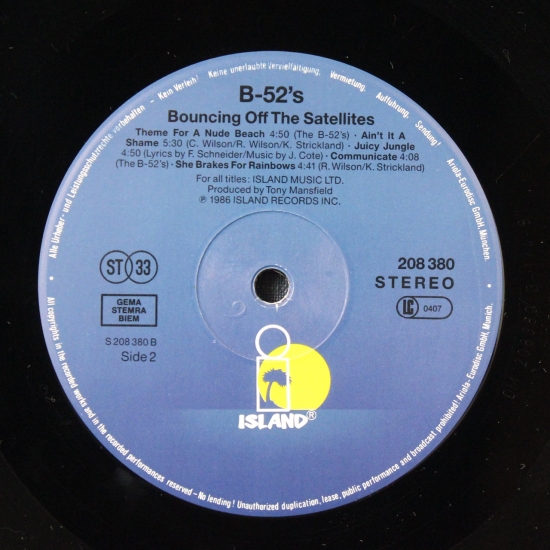 B-52's
Bouncing Off The Satellites
Theme For A Nude Beach 4:50 (The B-52's) · Ain't It A
Shame 5:30 (C. Wilson/R. Wilson/K. Strickland) · Juicy Jungle
4:50 (Lyrics by F. Schneider/Music by J. Cote) · Communicate 4:08
(The B-52's) · She Brakes For Rainbows 4:41 (R. Wilson/K. Strickland)
For all titles: ISLAND MUSIC LTD.
Produced by Tony Mansfield
℗ 1986 ISLAND RECORDS INC.
ST 33
GEMA
STEMRA
BIEM
S 208 380 B
Side 2
208 380
STEREO
LC 0407
ISLAND®
Alle Urheber- und Leistungsschutzrechte vorbehalten – Kein Verleih! Keine unerlaubte Vervielfältigung, Vermietung, Aufführung, Sendung! Ariola-Eurodisc GmbH, München.
All copyrights in the recorded works and in the recorded performances reserved – No lending! Unauthorized duplication, lease, public performance and broadcast prohibited! Ariola-Eurodisc GmbH, Munich.